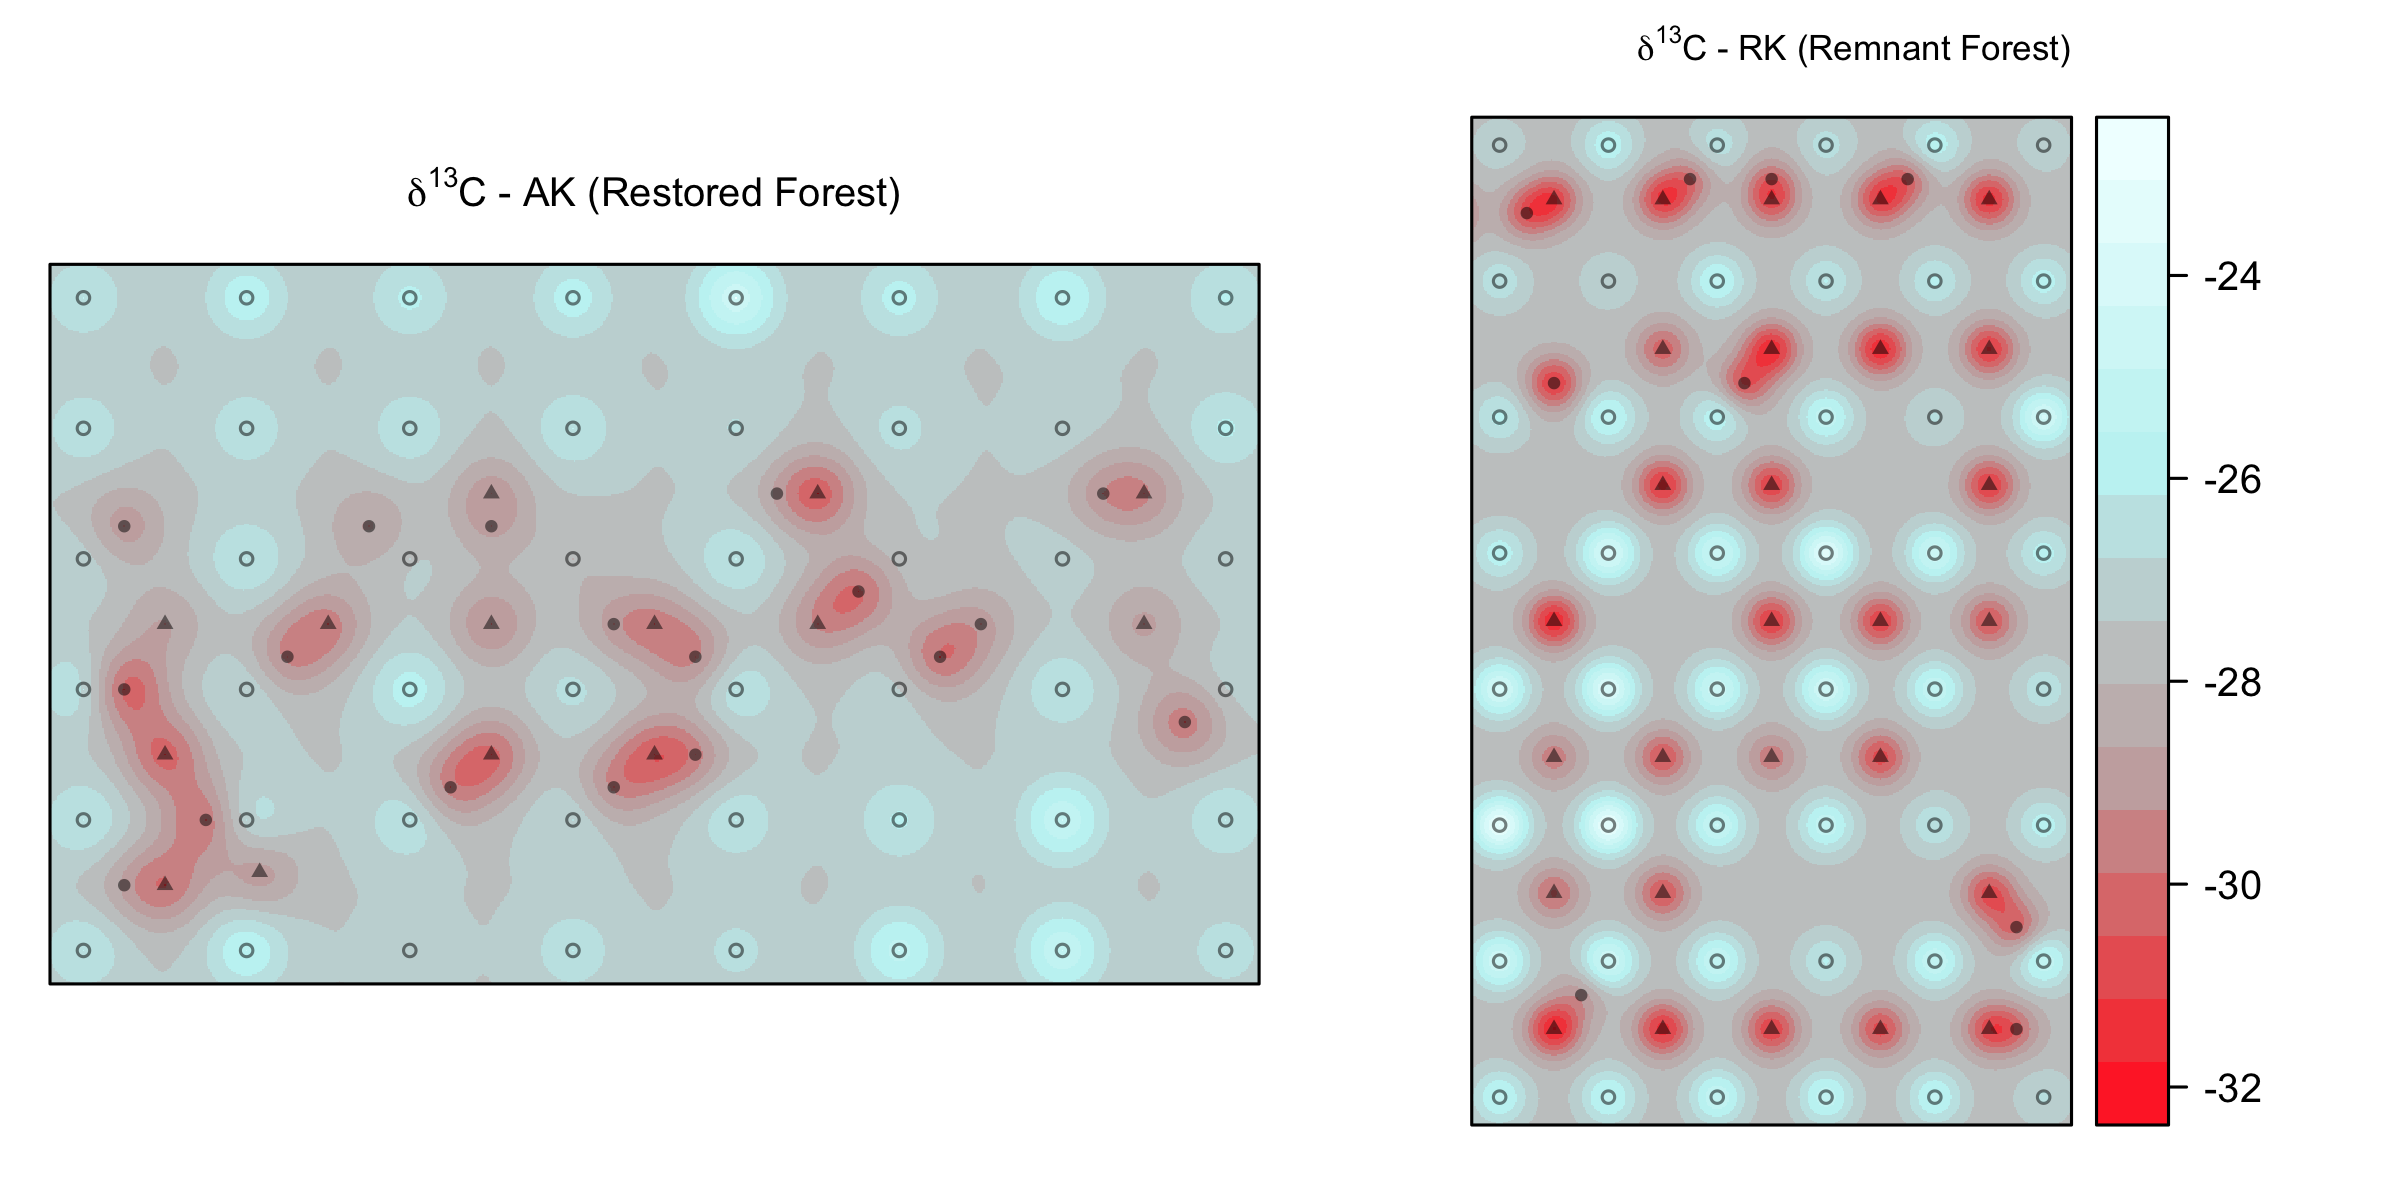 δ¹³C - RK (Remnant Forest)
δ¹³C - AK (Restored Forest)
-24
-26
-28
-30
-32